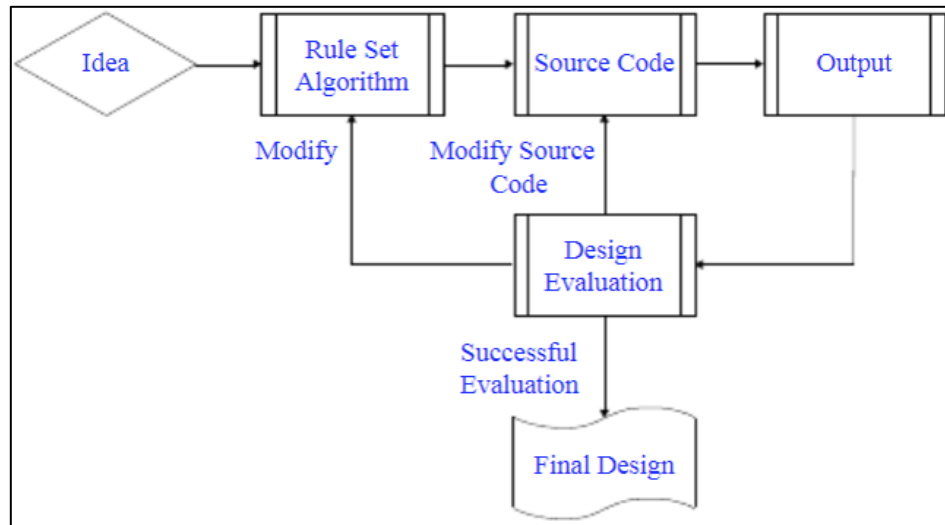 Idea
Rule Set
Algorithm
Source Code
Output
Modify
Modify Source
Code
Design
Evaluation
Successful
Evaluation
Final Design